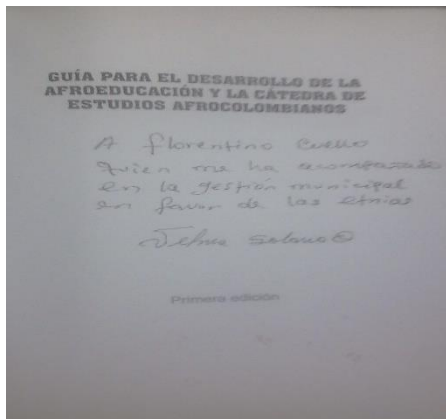 GUÍA PARA EL DESARROLLO DE LA
AFROEDUCACIÓN Y LA CÁTEDRA DE
ESTUDIOS AFROCOLOMBIANOS
A florentino Cuello
quien me ha acompañado
en la gestión municipal
en favor de las etnias
Solano
Primera edición